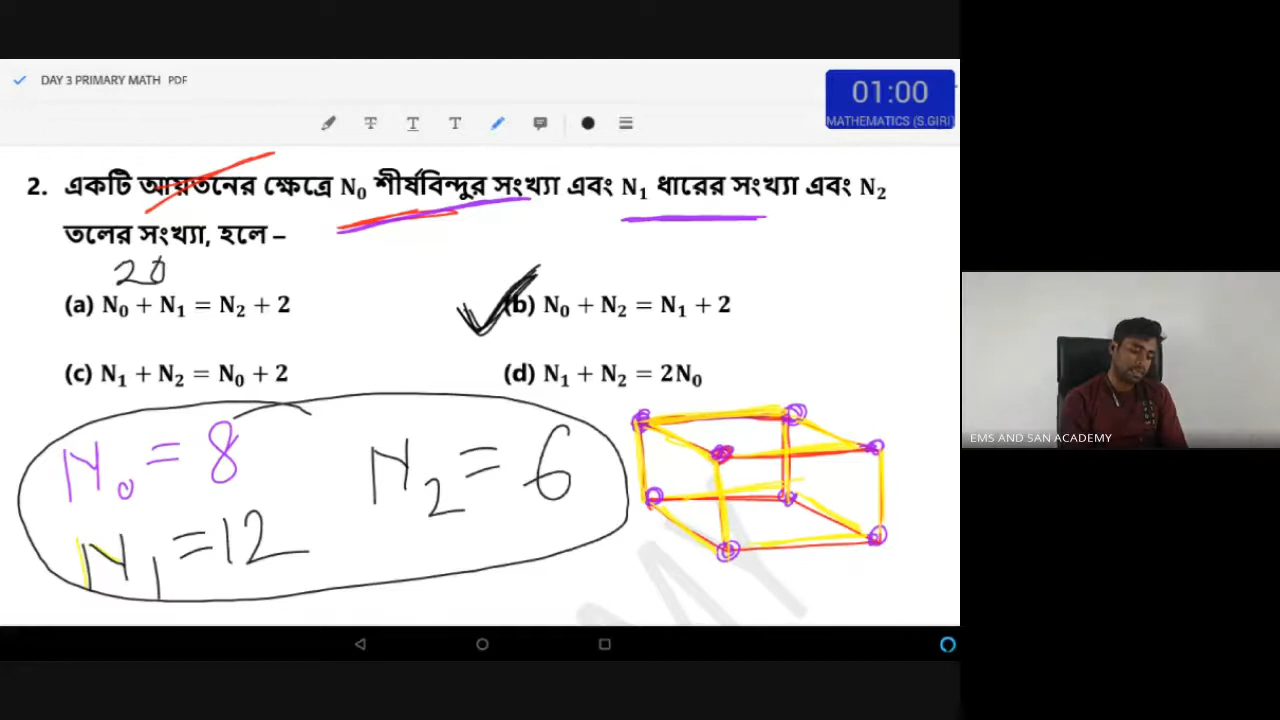 DAY 3 PRIMARY MATH PDF
01:00
MATHEMATICS (S.GIRI)
T T T
2. একটি আয়তনের ক্ষেত্রে N₀ শীর্ষবিন্দুর সংখ্যা এবং N₁ ধারের সংখ্যা এবং N₂
তলের সংখ্যা, হলে –
20
(a) N₀ + N₁ = N₂ + 2
(b) N₀ + N₂ = N₁ + 2
(c) N₁ + N₂ = N₀ + 2
(d) N₁ + N₂ = 2N₀
N₀ = 8
N₂ = 6
N₁ = 12
MY
EMS AND SAN ACADEMY